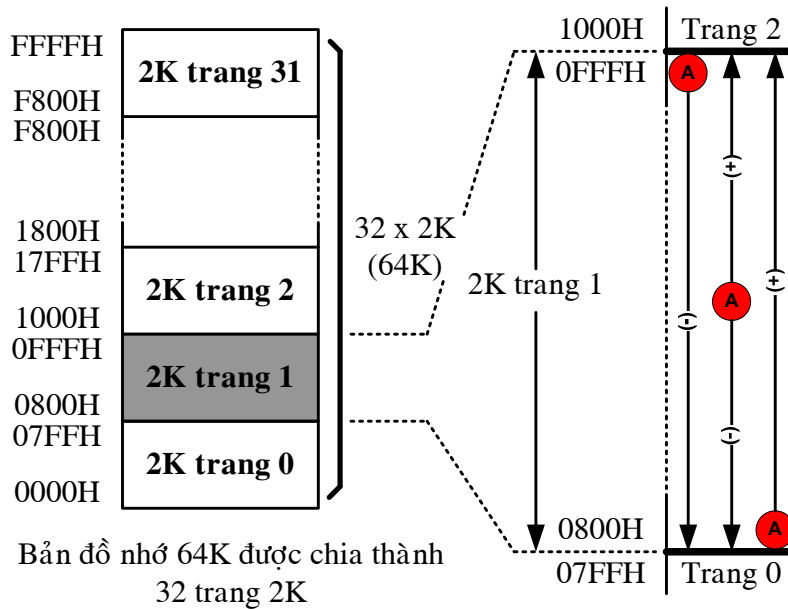 FFFFH
2K trang 31
F800H
F800H
1800H
17FFH
2K trang 2
1000H
0FFFH
2K trang 1
0800H
07FFH
2K trang 0
0000H
32 x 2K
(64K)
Bản đồ nhớ 64K được chia thành
32 trang 2K
1000H
Trang 2
0FFFH
A
(+)
(+)
2K trang 1
A
(-)
(-)
A
0800H
07FFH
Trang 0